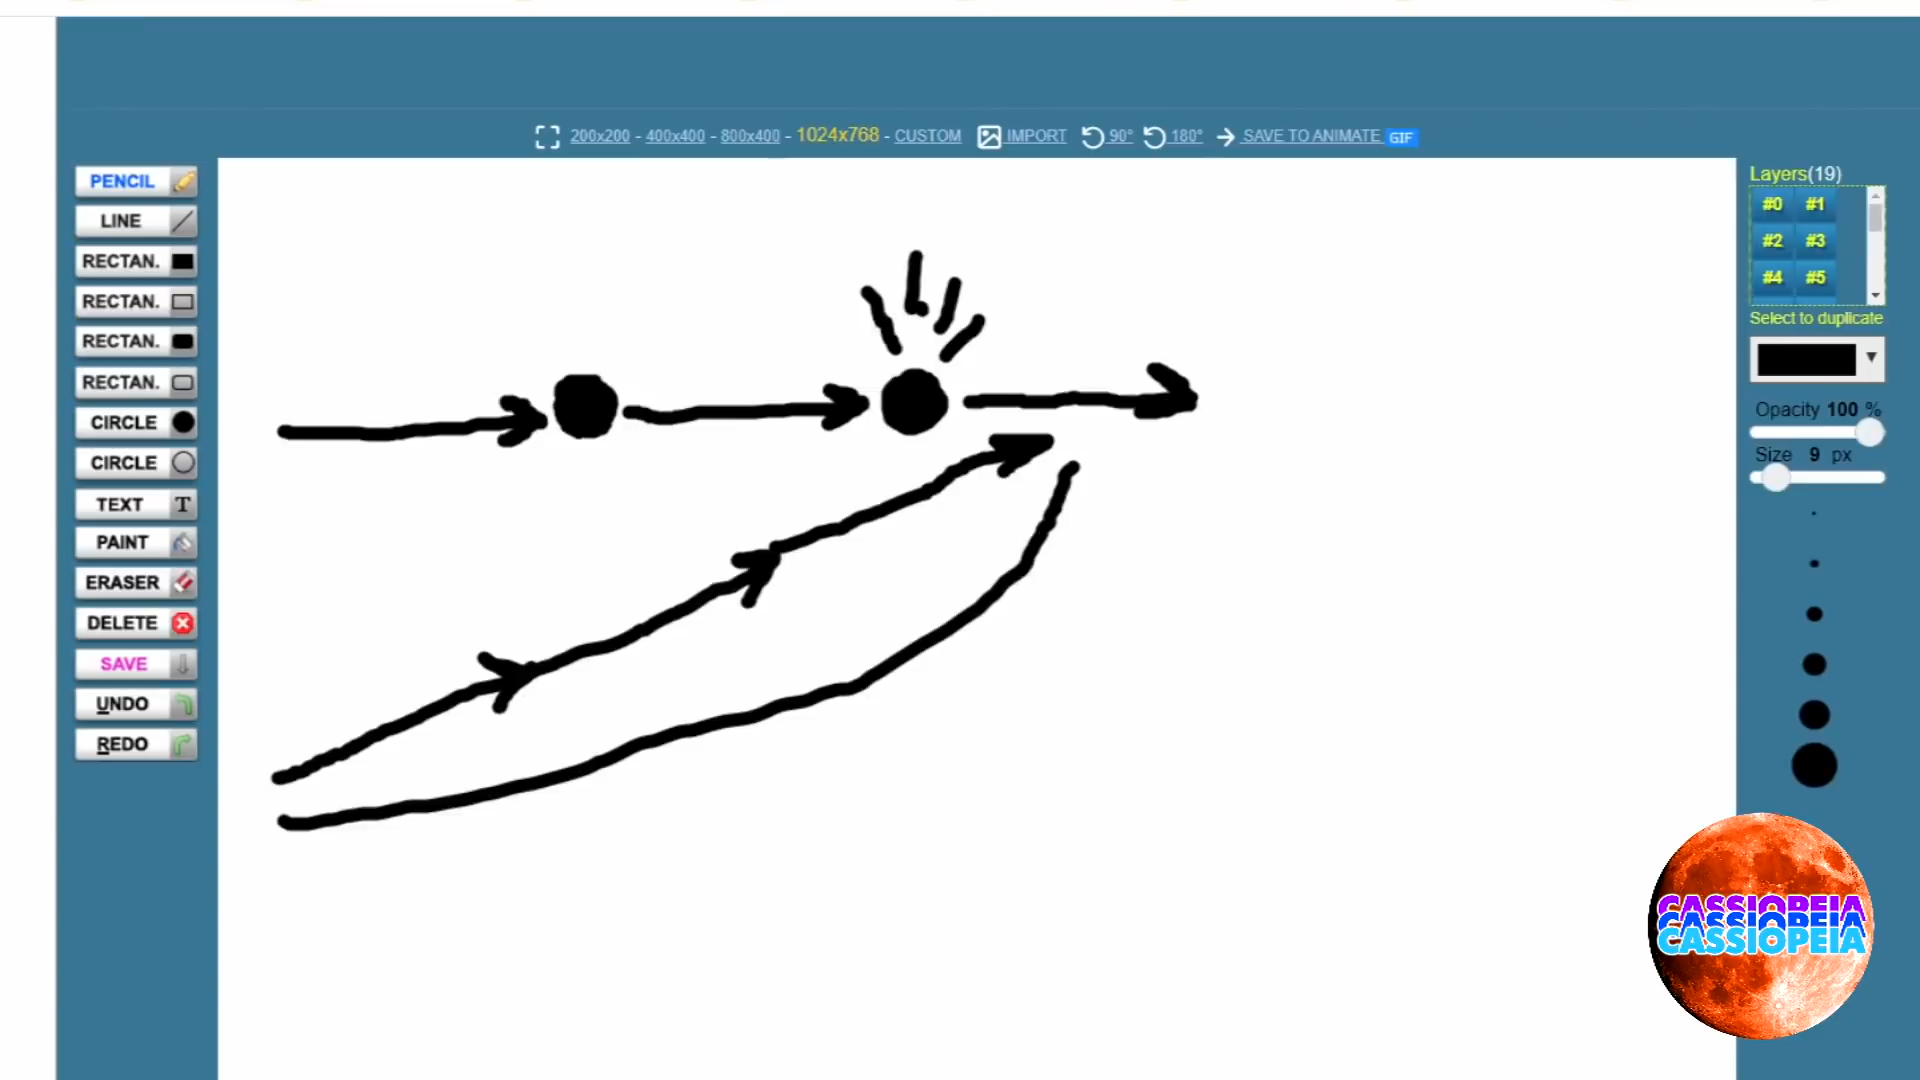 200x200 - 400x400 - 800x400 - 1024x768 - CUSTOM IMPORT 90° 180° SAVE TO ANIMATE GIF
PENCIL
LINE
RECTAN.
RECTAN.
RECTAN.
RECTAN.
CIRCLE
CIRCLE
TEXT T
PAINT
ERASER
DELETE
SAVE
UNDO
REDO
Layers(19)
#0 #1
#2 #3
#4 #5
Select to duplicate
Opacity 100 %
Size 9 px
CASSIOPEIA
CASSIOPEIA
CASSIOPEIA